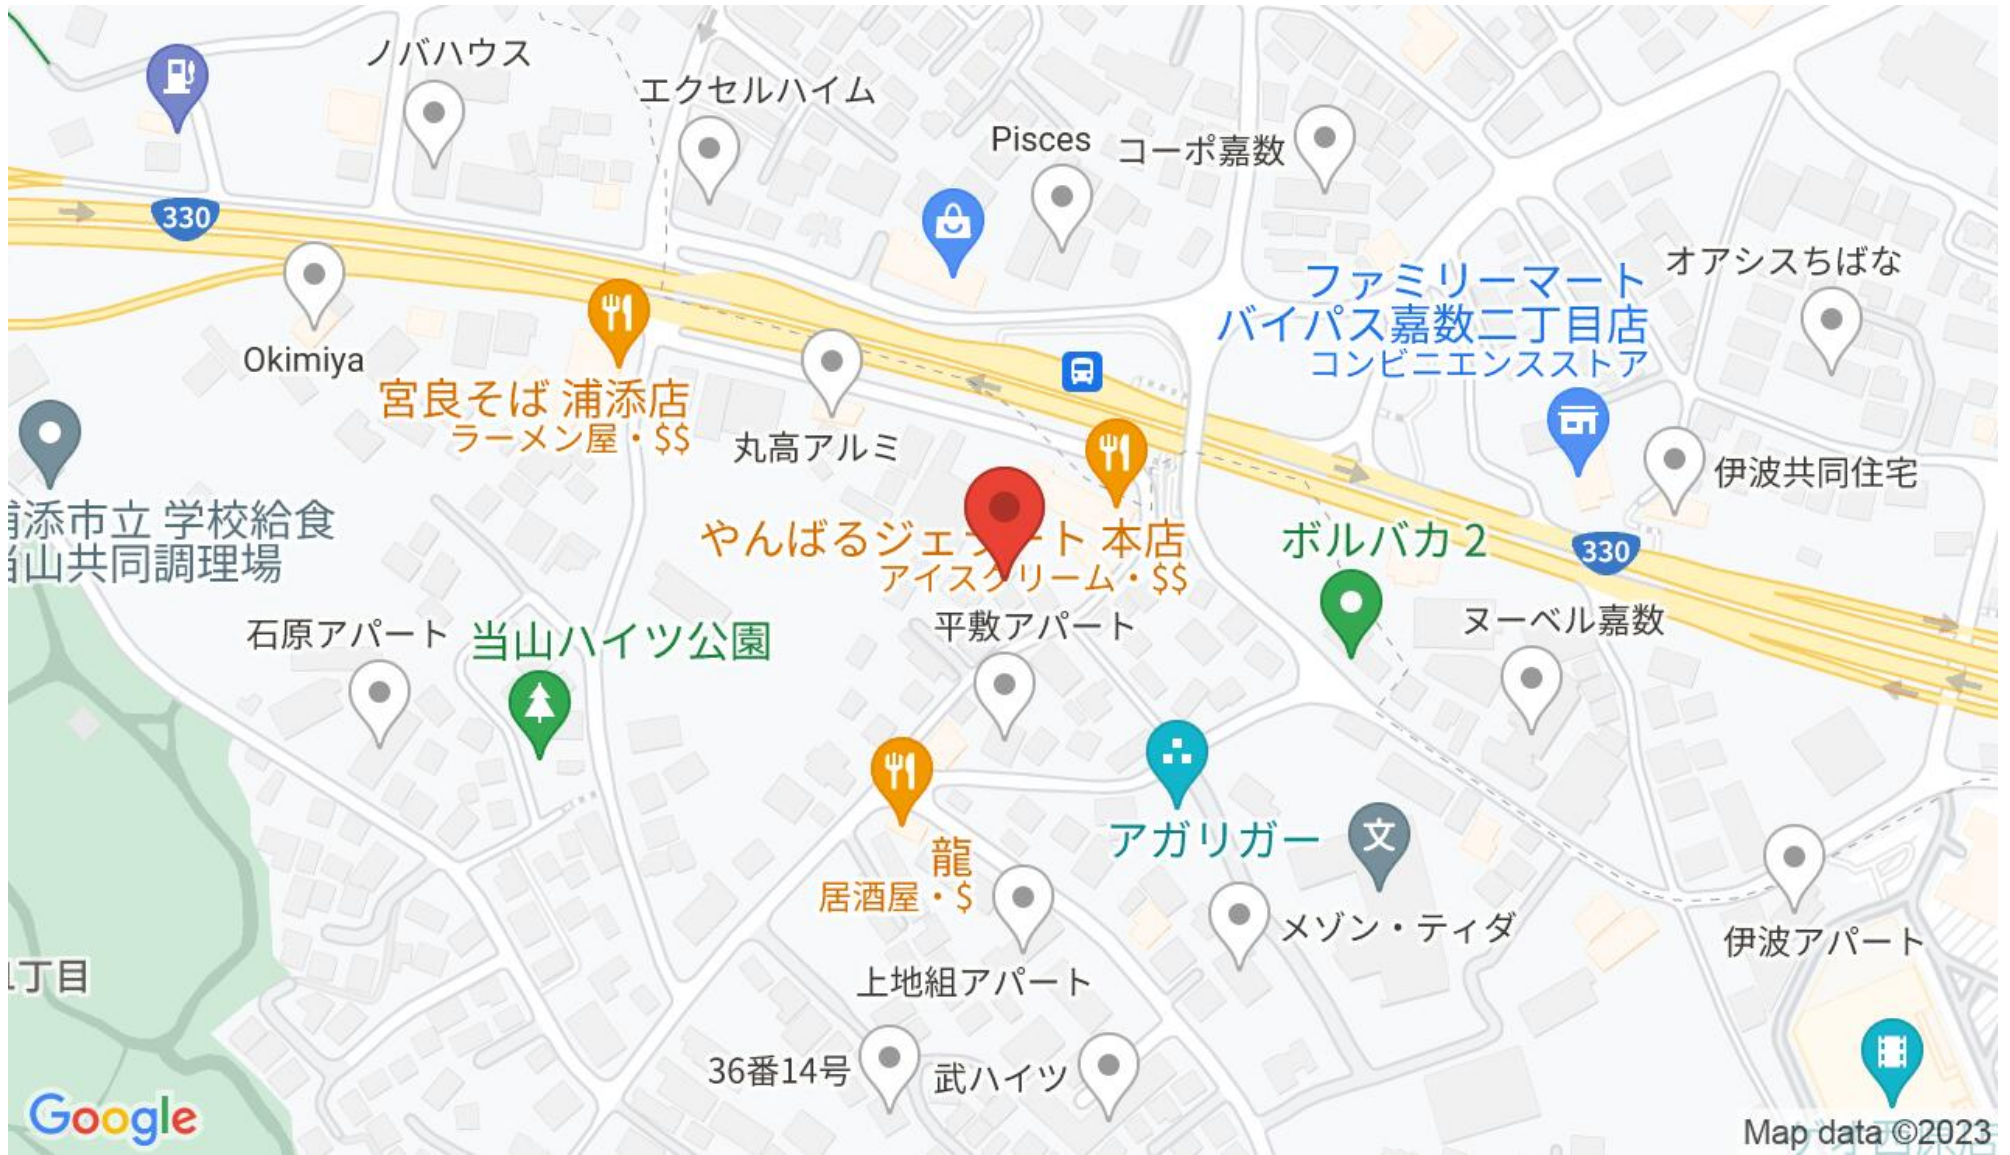 ノバハウス
エクセルハイム
Pisces
コーポ嘉数
330
オアシスちばな
ファミリーマート
バイパス嘉数二丁目店
コンビニエンスストア
Okimiya
宮良そば 浦添店
ラーメン屋・$$
丸高アルミ
伊波共同住宅
添市立 学校給食
山共同調理場
やんばるジェ ート 本店
アイスクリーム・$$
ボルバカ 2
330
平敷アパート
ヌーベル嘉数
石原アパート
当山ハイツ公園
アガリガー
文
龍
居酒屋・$
メゾン・ティダ
伊波アパート
丁目
上地組アパート
36番14号
武ハイツ
Google
Map data ©2023